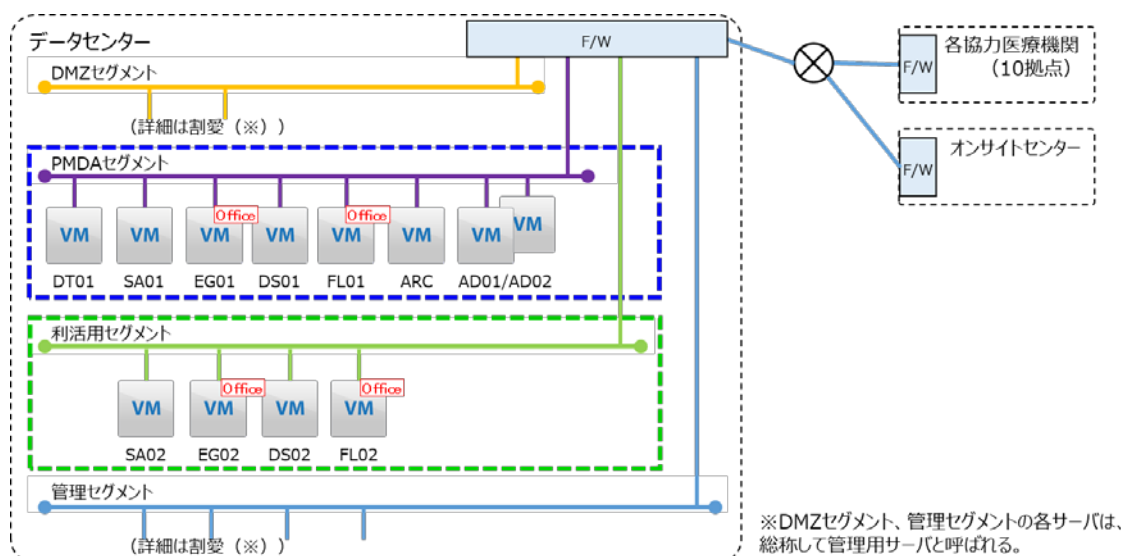 データセンター
F/W
DMZセグメント
(詳細は割愛（※）)
PMDAセグメント
VM
VM
Office
VM
VM
Office
VM
VM
VM
VM
DT01
SA01
EG01
DS01
FL01
ARC
AD01/AD02
利活用セグメント
VM
Office
VM
VM
Office
VM
SA02
EG02
DS02
FL02
管理セグメント
(詳細は割愛（※）)
F/W
各協力医療機関
（10拠点）
F/W
オンサイトセンター
※DMZセグメント、管理セグメントの各サーバは、
総称して管理用サーバと呼ばれる。